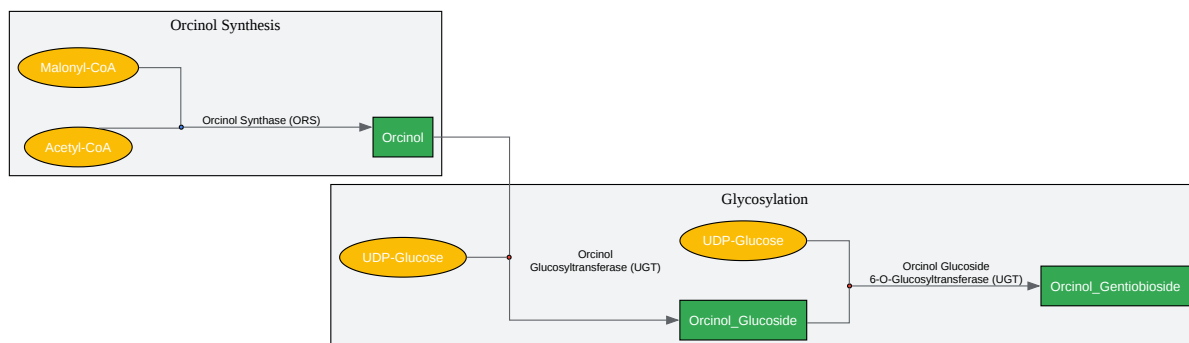 Orcinol Synthesis
Malonyl-CoA
Orcinol Synthase (ORS)
Orcinol
Acetyl-CoA
Glycosylation
UDP-Glucose
UDP-Glucose
Orcinol
Glucosyltransferase (UGT)
Orcinol Glucoside
6-O-Glucosyltransferase (UGT)
Orcinol_Gentiobioside
Orcinol_Glucoside